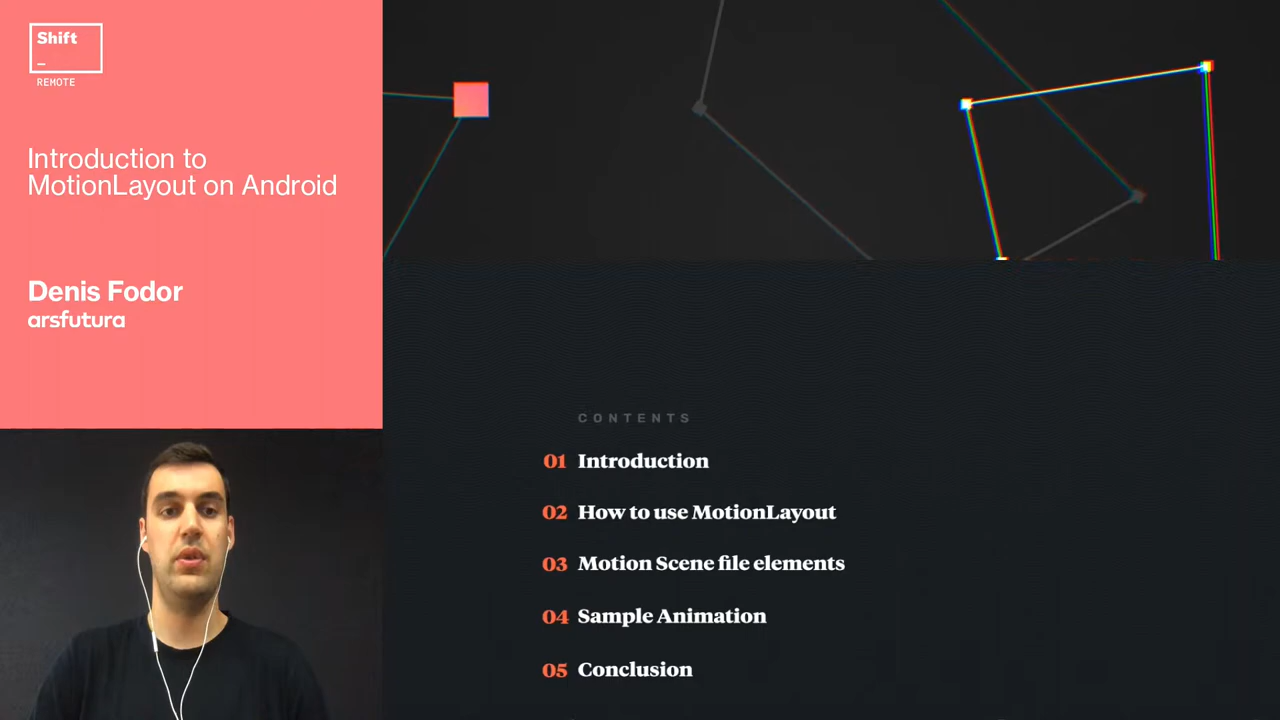 Shift
_
REMOTE
Introduction to
MotionLayout on Android
Denis Fodor
arsfutura
CONTENTS
01 Introduction
02 How to use MotionLayout
03 Motion Scene file elements
04 Sample Animation
05 Conclusion